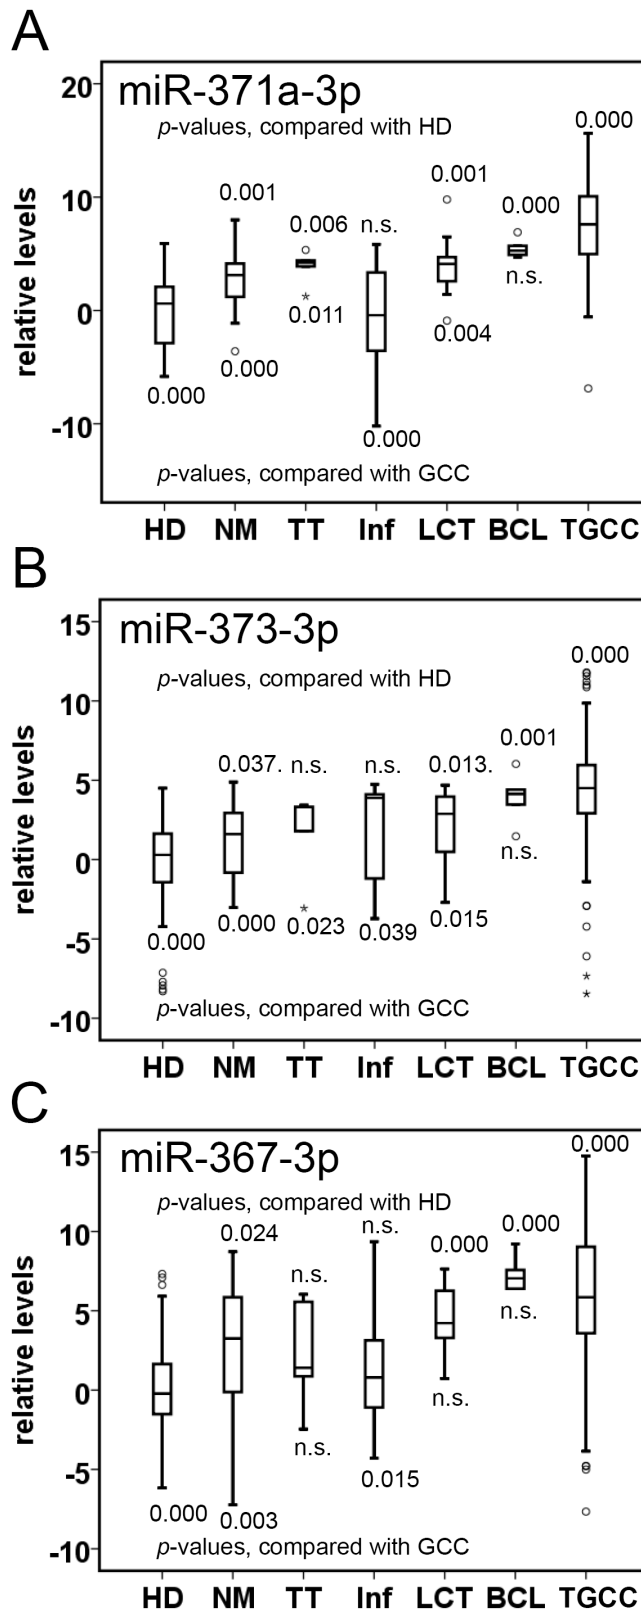 A
miR-371a-3p
p-values, compared with HD
relative levels
20
10
0
-10
0.000
0.001
0.000
0.006
0.011
n.s.
0.000
0.001
0.004
0.000
n.s.
0.000
p-values, compared with GCC
HD NM TT Inf LCT BCL TGCC
B
miR-373-3p
p-values, compared with HD
relative levels
15
10
5
0
-5
-10
0.000
0.037.
0.000
n.s.
0.023
n.s.
0.039
0.013.
0.015
0.001
n.s.
0.000
p-values, compared with GCC
HD NM TT Inf LCT BCL TGCC
C
miR-367-3p
p-values, compared with HD
relative levels
15
10
5
0
-5
-10
0.000
0.024
0.003
n.s.
n.s.
n.s.
0.015
0.000
n.s.
0.000
n.s.
0.000
p-values, compared with GCC
HD NM TT Inf LCT BCL TGCC